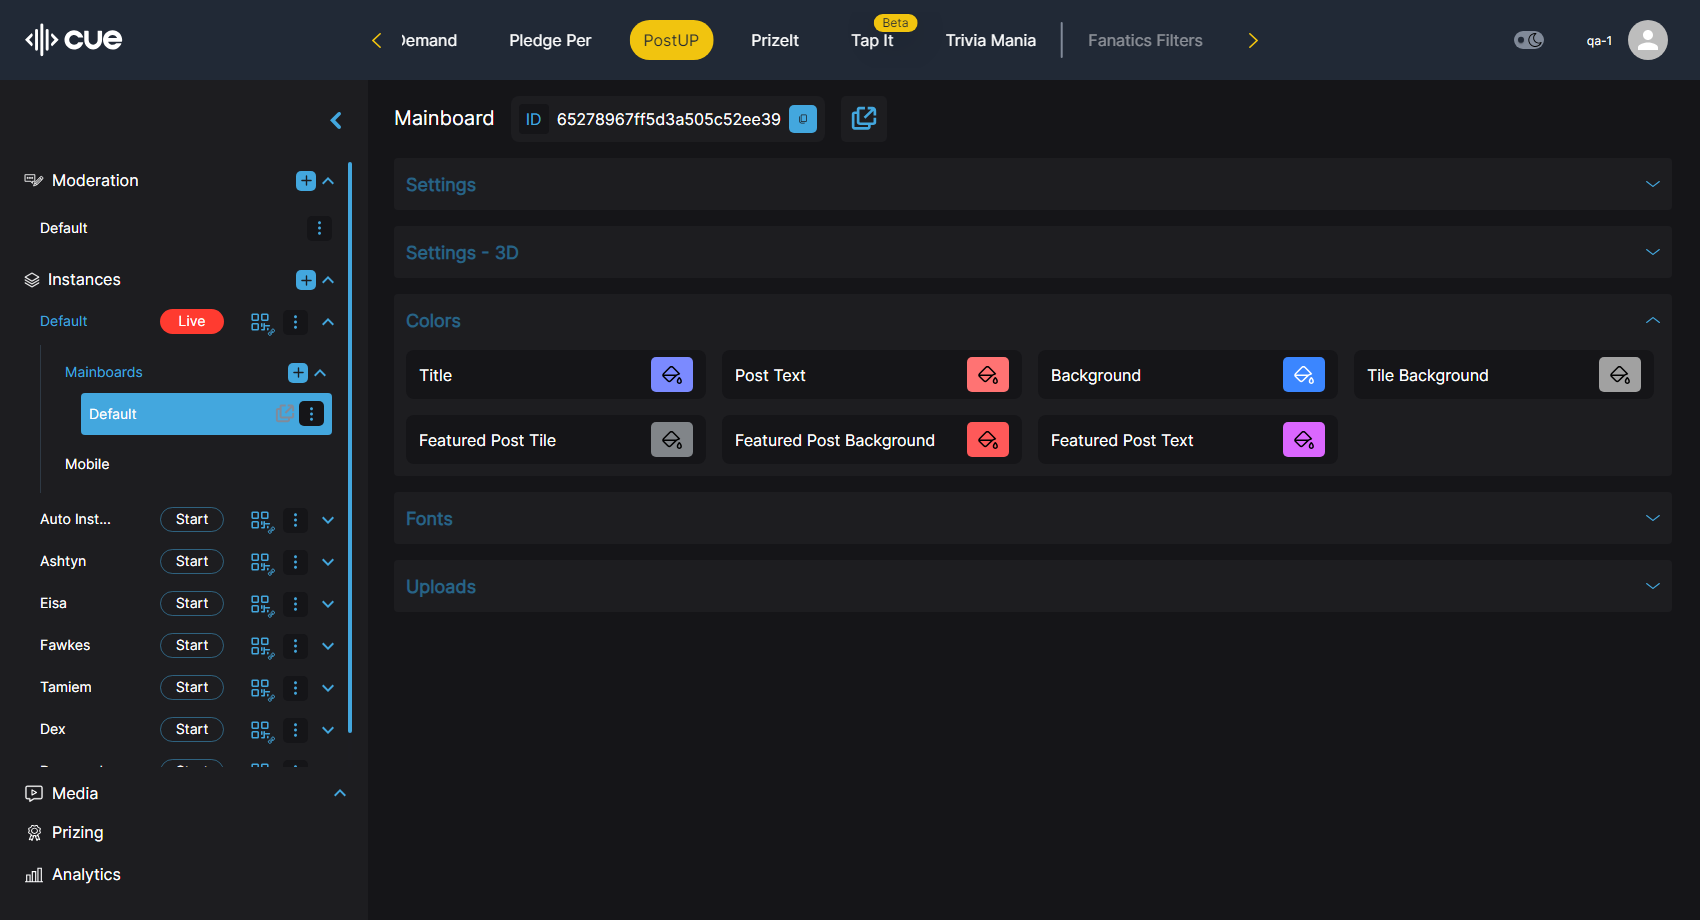 cue
Demand
Pledge Per
PostUP
PrizeIt
Beta
Tap It
Trivia Mania
Fanatics Filters
qa-1
Mainboard
ID
65278967ff5d3a505c52ee39
Moderation
Default
Instances
Default
Live
Mainboards
Default
Mobile
Auto Inst...
Start
Ashtyn
Start
Eisa
Start
Fawkes
Start
Tamiem
Start
Dex
Start
Media
Prizing
Analytics
Settings
Settings - 3D
Colors
Title
Post Text
Background
Tile Background
Featured Post Tile
Featured Post Background
Featured Post Text
Fonts
Uploads